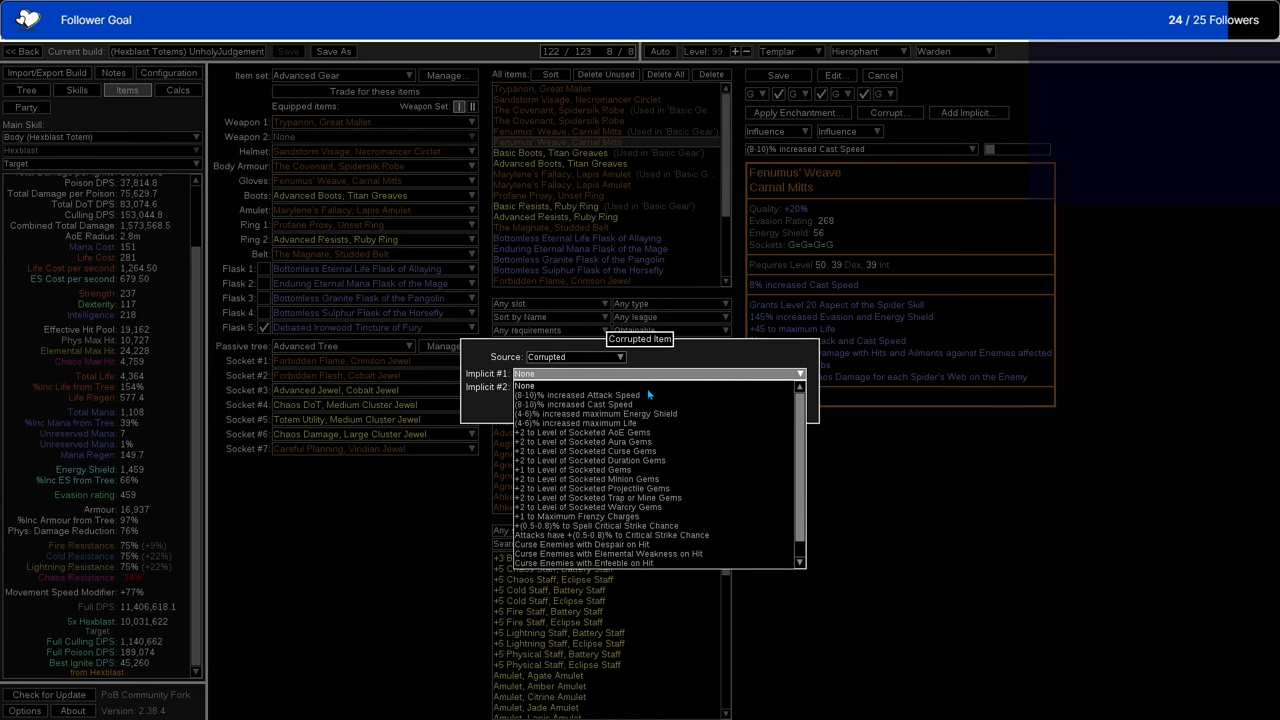 Follower Goal
24 / 25 Followers
<< Back
Current build: (Hexblast Totems) UnholyJudgement
Save
Save As
122 / 123 8 / 8
Auto
Level: 99
+
Templar
Hierophant
Warden
Import/Export Build
Notes
Configuration
Tree
Skills
Items
Calcs
Party
Main Skill:
Body (Hexblast Totem)
Hexblast
Target
Poison DPS: 37,814.8
Total Damage per Poison: 75,629.7
Total DoT DPS: 83,074.6
Culling DPS: 153,044.8
Combined Total Damage: 1,573,568.5
AoE Radius: 2.8m
Mana Cost: 151
Life Cost: 281
Life Cost per second: 1,264.50
ES Cost per second: 679.50
Strength: 237
Dexterity: 117
Intelligence: 218
Effective Hit Pool: 19,162
Phys Max Hit: 10,727
Elemental Max Hit: 24,228
Chaos Max Hit: 4,759
Total Life: 4,364
%Inc Life from Tree: 154%
Life Regen: 577.4
Total Mana: 1,108
%Inc Mana from Tree: 39%
Unreserved Mana: 7
Unreserved Mana: 1%
Mana Regen: 149.7
Energy Shield: 1,459
%Inc ES from Tree: 66%
Evasion rating: 459
Armour: 16,937
%Inc Armour from Tree: 97%
Phys. Damage Reduction: 76%
Fire Resistance: 75% (+9%)
Cold Resistance: 75% (+22%)
Lightning Resistance: 75% (+22%)
Movement Speed Modifier: +77%
Full DPS: 11,406,618.1
5x Hexblast: 10,031,622
Target
Full Culling DPS: 1,140,662
Full Poison DPS: 189,074
Best Ignite DPS: 45,260
from Hexblast
Check for Update
PoB Community Fork
Options
About
Version: 2.38.4
Item set: Advanced Gear
Manage...
Trade for these items
Equipped items:
Weapon Set: I II
Weapon 1: Trypanon, Great Mallet
Weapon 2: None
Helmet: Sandstorm Visage, Necromancer Circlet
Body Armour: The Covenant, Spidersilk Robe
Gloves: Fenumus' Weave, Carnal Mitts
Boots: Advanced Boots, Titan Greaves
Amulet: Marylene's Fallacy, Lapis Amulet
Ring 1: Profane Proxy, Unset Ring
Ring 2: Advanced Resists, Ruby Ring
Belt: The Magnate, Studded Belt
Flask 1: Bottomless Eternal Life Flask of Allaying
Flask 2: Enduring Eternal Mana Flask of the Mage
Flask 3: Bottomless Granite Flask of the Pangolin
Flask 4: Bottomless Sulphur Flask of the Horsefly
Flask 5: Debased Ironwood Tincture of Fury
Passive tree: Advanced Tree
Socket #1: Forbidden Flame, Crimson Jewel
Socket #2: Forbidden Flesh, Cobalt Jewel
Socket #3: Advanced Jewel, Cobalt Jewel
Socket #4: Chaos DoT, Medium Cluster Jewel
Socket #5: Totem Utility, Medium Cluster Jewel
Socket #6: Chaos Damage, Large Cluster Jewel
Socket #7: Careful Planning, Viridian Jewel
All items:
Sort
Delete Unused
Delete All
Delete
Trypanon, Great Mallet
Sandstorm Visage, Necromancer Circlet
The Covenant, Spidersilk Robe (Used in 'Basic Gear')
The Covenant, Spidersilk Robe
Fenumus' Weave, Carnal Mitts (Used in 'Basic Gear')
Fenumus' Weave, Carnal Mitts
Basic Boots, Titan Greaves (Used in 'Basic Gear')
Advanced Boots, Titan Greaves
Marylene's Fallacy, Lapis Amulet (Used in 'Basic G...
Marylene's Fallacy, Lapis Amulet
Profane Proxy, Unset Ring
Basic Resists, Ruby Ring (Used in 'Basic Gear')
Advanced Resists, Ruby Ring
The Magnate, Studded Belt
Bottomless Eternal Life Flask of Allaying
Enduring Eternal Mana Flask of the Mage
Bottomless Granite Flask of the Pangolin
Bottomless Sulphur Flask of the Horsefly
Forbidden Flame, Crimson Jewel
Any slot
Any type
Sort by Name
Any league
Any requirements
Obtainable
Corrupted Item
Source: Corrupted
Implicit #1: None
Implicit #2:
None
(8-10)% increased Attack Speed
(8-10)% increased Cast Speed
(4-6)% increased maximum Energy Shield
(4-6)% increased maximum Life
+2 to Level of Socketed AoE Gems
+2 to Level of Socketed Aura Gems
+2 to Level of Socketed Curse Gems
+2 to Level of Socketed Duration Gems
+1 to Level of Socketed Gems
+2 to Level of Socketed Minion Gems
+2 to Level of Socketed Projectile Gems
+2 to Level of Socketed Trap or Mine Gems
+2 to Level of Socketed Warcry Gems
+1 to Maximum Frenzy Charges
+(0.5-0.8)% to Spell Critical Strike Chance
Attacks have +(0.5-0.8)% to Critical Strike Chance
Curse Enemies with Despair on Hit
Curse Enemies with Elemental Weakness on Hit
Curse Enemies with Enfeeble on Hit
+5 Chaos Staff, Eclipse Staff
+5 Cold Staff, Battery Staff
+5 Cold Staff, Eclipse Staff
+5 Fire Staff, Battery Staff
+5 Fire Staff, Eclipse Staff
+5 Lightning Staff, Battery Staff
+5 Lightning Staff, Eclipse Staff
+5 Physical Staff, Battery Staff
+5 Physical Staff, Eclipse Staff
Amulet, Agate Amulet
Amulet, Amber Amulet
Amulet, Citrine Amulet
Amulet, Jade Amulet
Amulet, Lapis Amulet
Save
Edit...
Cancel
G G G G
Apply Enchantment...
Corrupt...
Add Implicit...
Influence
Influence
(8-10)% increased Cast Speed
Fenumus' Weave
Carnal Mitts
Quality: +20%
Evasion Rating: 268
Energy Shield: 56
Sockets: G=G=G=G
Requires Level 50, 39 Dex, 39 Int
8% increased Cast Speed
Grants Level 20 Aspect of the Spider Skill
145% increased Evasion and Energy Shield
+45 to maximum Life
ack and Cast Speed
amage with Hits and Ailments against Enemies affected
bs
aos Damage for each Spider's Web on the Enemy